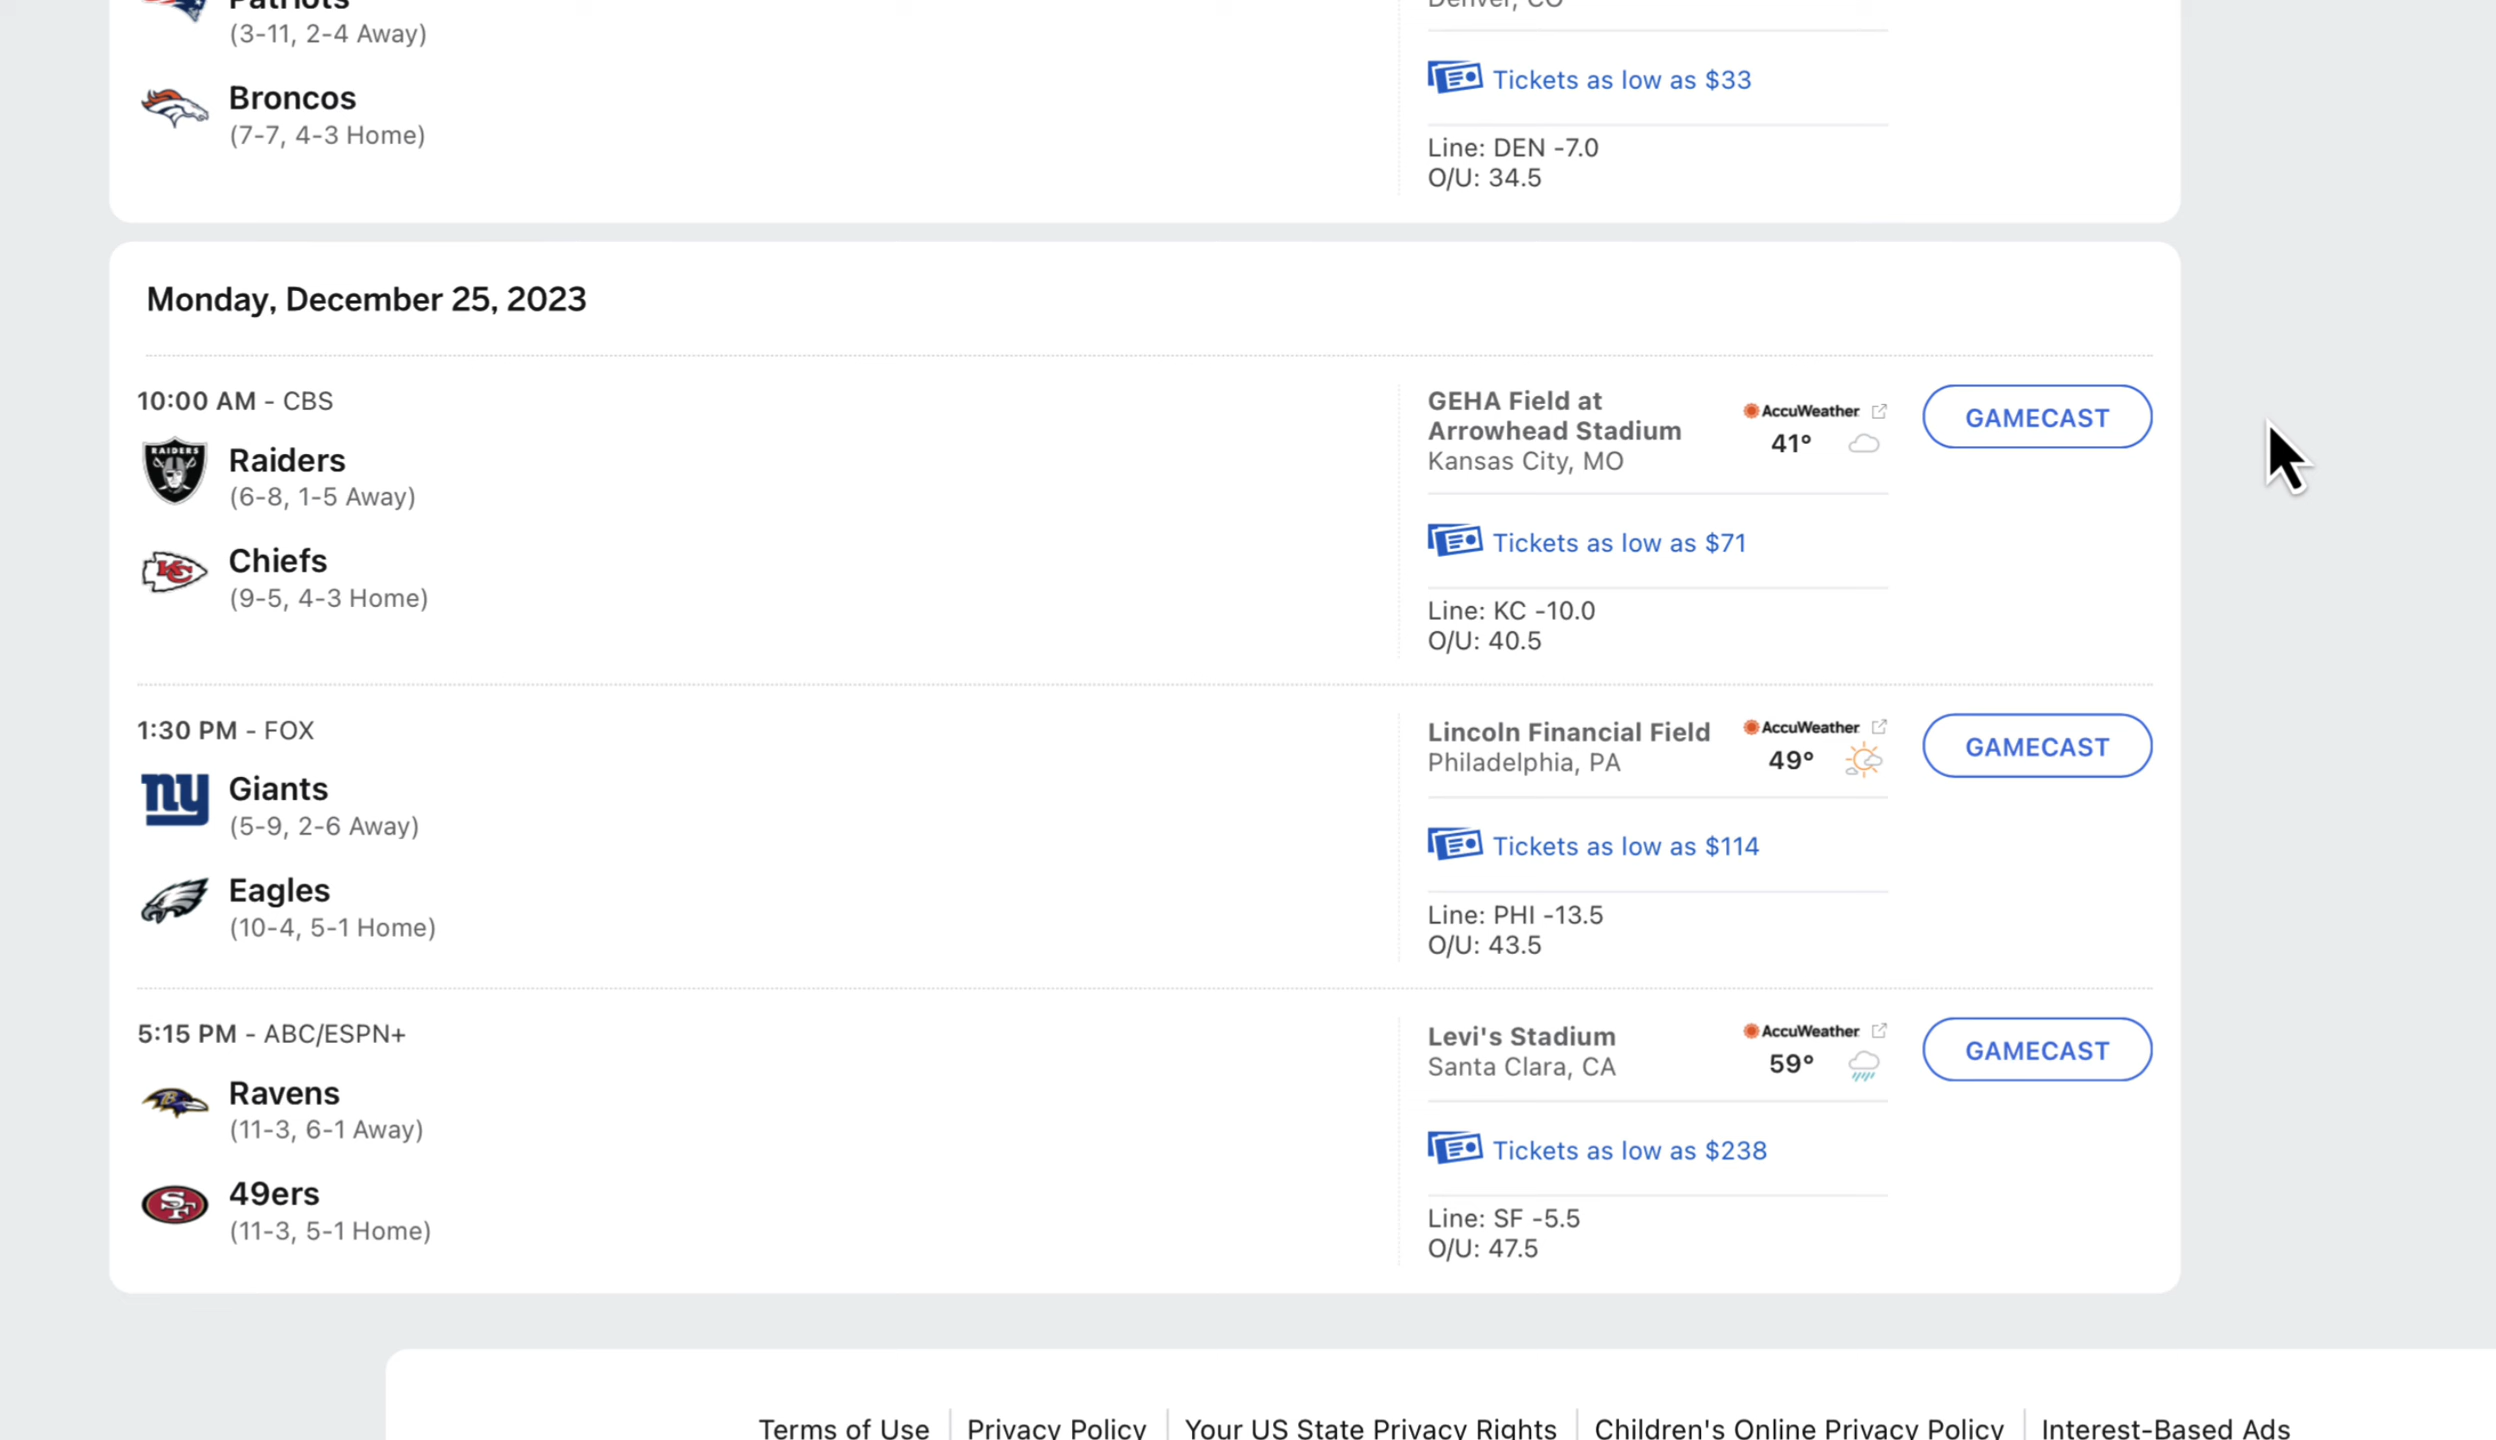 Patriots
(3-11, 2-4 Away)
Broncos
(7-7, 4-3 Home)
Denver, CO
Tickets as low as $33
Line: DEN -7.0
O/U: 34.5
Monday, December 25, 2023
10:00 AM - CBS
RAIDERS
Raiders
(6-8, 1-5 Away)
KC
Chiefs
(9-5, 4-3 Home)
GEHA Field at
Arrowhead Stadium
Kansas City, MO
AccuWeather
41°
GAMECAST
Tickets as low as $71
Line: KC -10.0
O/U: 40.5
1:30 PM - FOX
ny
Giants
(5-9, 2-6 Away)
Eagles
(10-4, 5-1 Home)
Lincoln Financial Field
Philadelphia, PA
AccuWeather
49°
GAMECAST
Tickets as low as $114
Line: PHI -13.5
O/U: 43.5
5:15 PM - ABC/ESPN+
B
Ravens
(11-3, 6-1 Away)
SF
49ers
(11-3, 5-1 Home)
Levi's Stadium
Santa Clara, CA
AccuWeather
59°
GAMECAST
Tickets as low as $238
Line: SF -5.5
O/U: 47.5
Terms of Use
Privacy Policy
Your US State Privacy Rights
Children's Online Privacy Policy
Interest-Based Ads